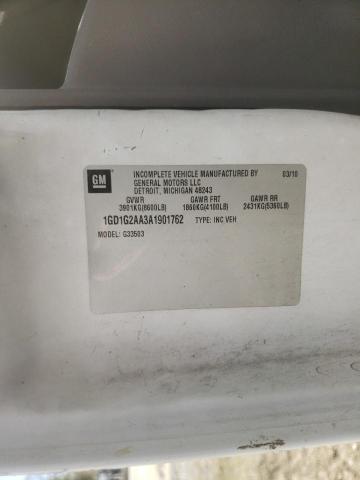 GM
INCOMPLETE VEHICLE MANUFACTURED BY 03/10
GENERAL MOTORS LLC
DETROIT, MICHIGAN 48243
GVWR GAWR FRT GAWR RR
3901KG(8600LB) 1860KG(4100LB) 2431KG(5360LB)
1GD1G2AA3A1901762 TYPE: INC VEH
MODEL: G33503